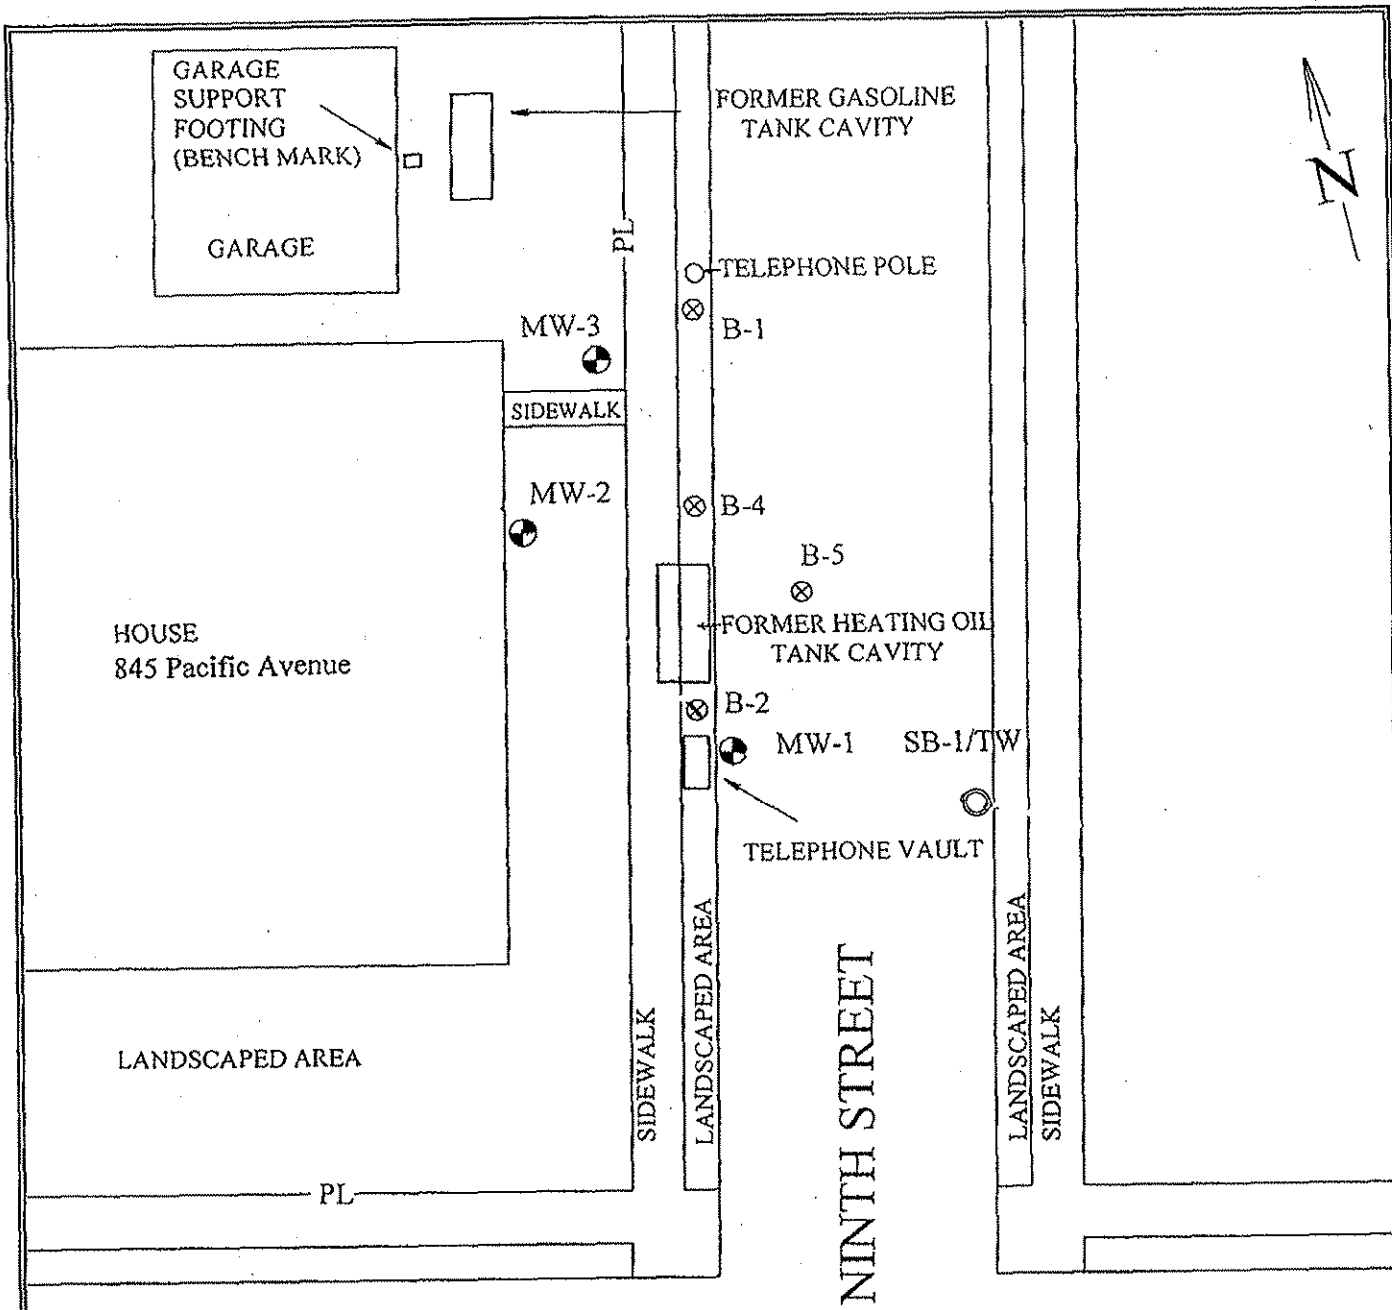 GARAGE
SUPPORT
FOOTING
(BENCH MARK)
GARAGE
FORMER GASOLINE
TANK CAVITY
N
PL
TELEPHONE POLE
B-1
MW-3
SIDEWALK
MW-2
B-4
B-5
HOUSE
845 Pacific Avenue
FORMER HEATING OIL
TANK CAVITY
B-2
MW-1
SB-1/TW
TELEPHONE VAULT
LANDSCAPED AREA
SIDEWALK
LANDSCAPED AREA
NINTH STREET
LANDSCAPED AREA
SIDEWALK
PL